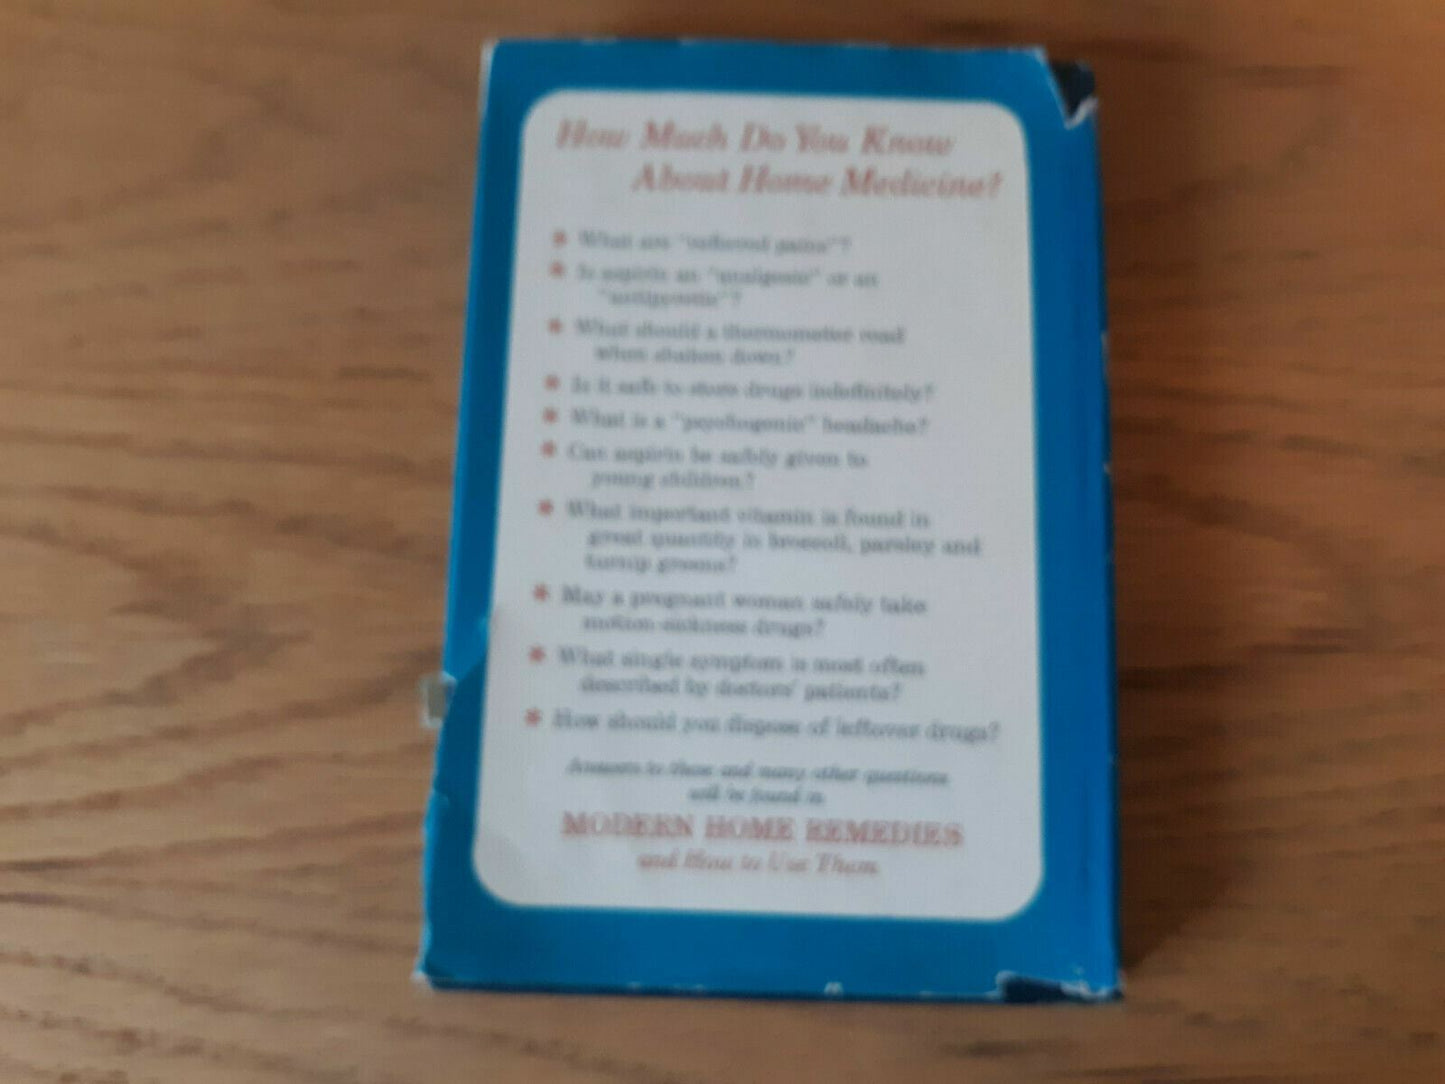 How Much Do You Know
About Home Medicine?
* What are "referred pains"?
* Is aspirin an "analgesic" or an
"antipyretic"?
* What should a thermometer read
when shaken down?
* Is it safe to store drugs indefinitely?
* What is a "psychogenic" headache?
* Can aspirin be safely given to
young children?
* What important vitamin is found in
great quantity in broccoli, parsley and
turnip greens?
* May a pregnant woman safely take
motion-sickness drugs?
* What single symptom is most often
described by doctors' patients?
* How should you dispose of leftover drugs?
Answers to these and many other questions
will be found in
MODERN HOME REMEDIES
and How to Use Them